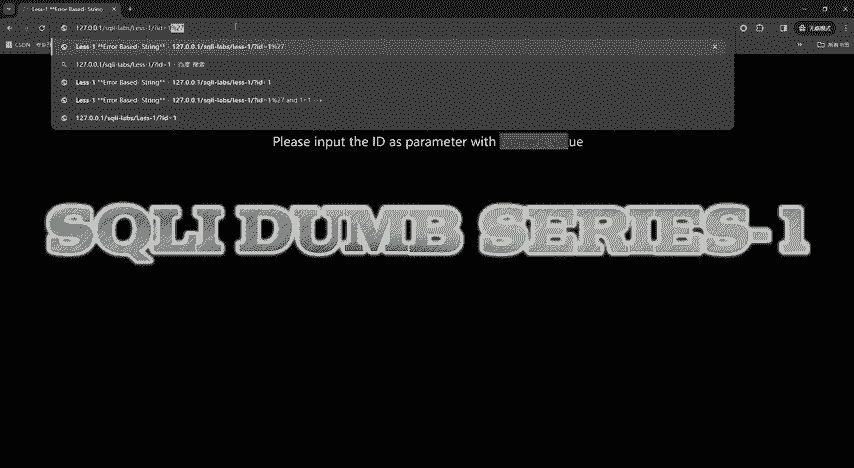 Less-1 **Error Based- String**
127.0.0.1/sqli-labs/Less-1/?id=1%27
CSDN
无痕模式
所有书签
Less-1 **Error Based- String** - 127.0.0.1/sqli-labs/less-1/?id=1%27
127.0.0.1/sqli-labs/Less-1/?id=1 - 百度 搜索
Less-1 **Error Based- String** - 127.0.0.1/sqli-labs/less-1/?id=1
Less-1 **Error Based- String** - 127.0.0.1/sqli-labs/less-1/?id=1%27 and 1=1 --+
127.0.0.1/sqli-labs/Less-1/?id=1
Please input the ID as parameter with ue
SQLI DUMB SERIES-1